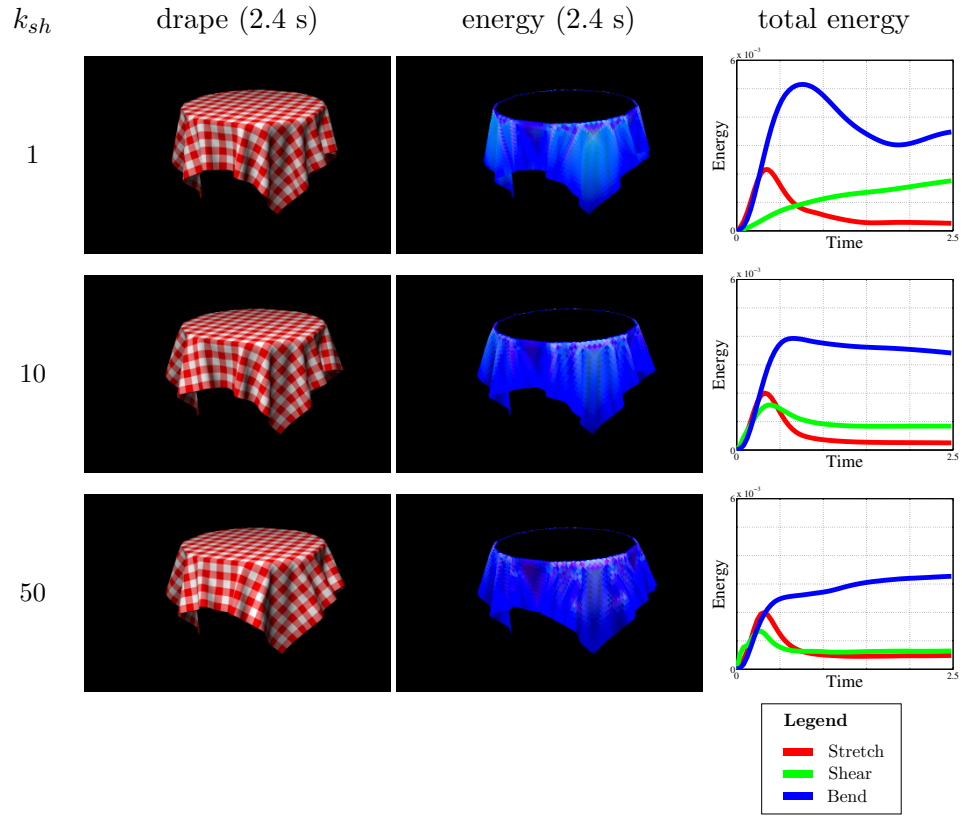 k_sh drape (2.4 s) energy (2.4 s) total energy
1
6 x 10^-3
Energy
0
0
Time
2.5
10
6 x 10^-3
Energy
0
0
Time
2.5
50
6 x 10^-3
Energy
0
0
Time
2.5
Legend
Stretch
Shear
Bend